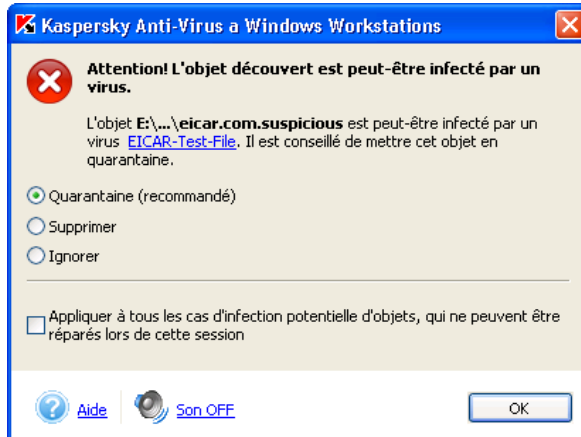 Kaspersky Anti-Virus a Windows Workstations
Attention! L'objet découvert est peut-être infecté par un
virus.
L'objet E:\...\eicar.com.suspicious est peut-être infecté par un
virus EICAR-Test-File. Il est conseillé de mettre cet objet en
quarantaine.
Quarantaine (recommandé)
Supprimer
Ignorer
Appliquer à tous les cas d'infection potentielle d'objets, qui ne peuvent être
réparés lors de cette session
Aide
Son OFF
OK